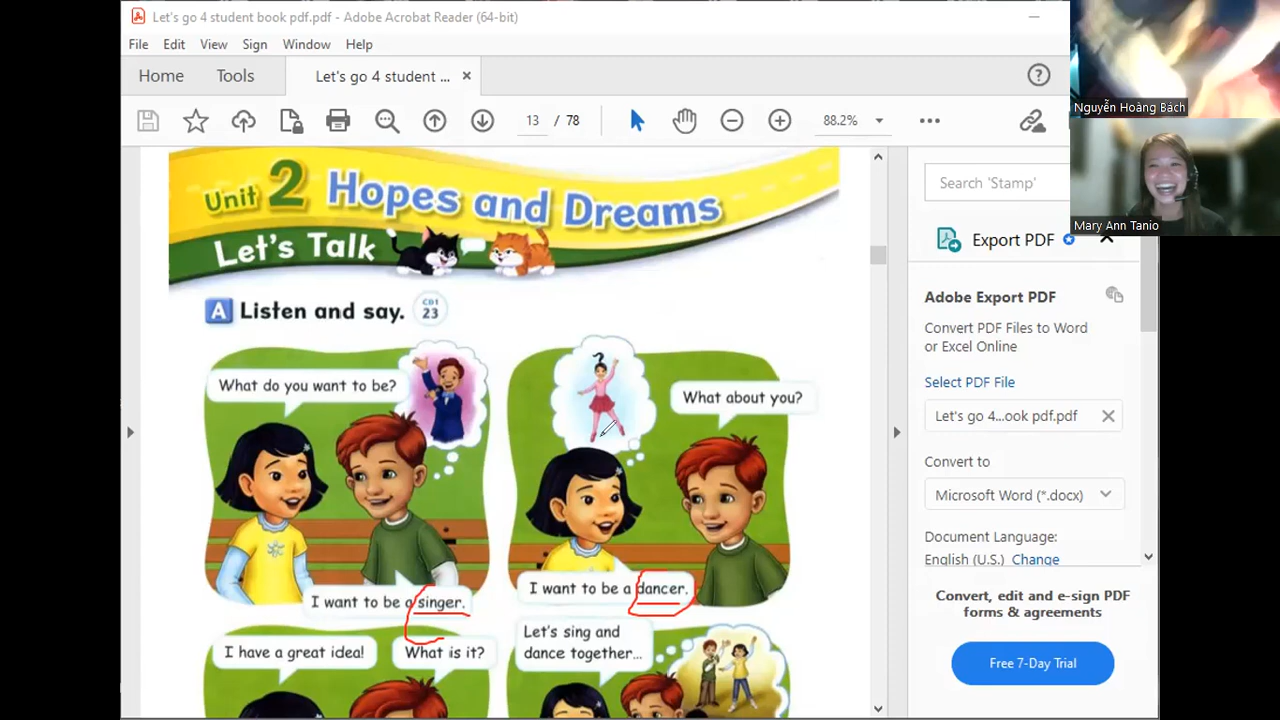 Let's go 4 student book pdf.pdf - Adobe Acrobat Reader (64-bit)
File Edit View Sign Window Help
Home Tools Let's go 4 student ... ×
13 / 78 88.2%
Nguyễn Hoàng Bách
Mary Ann Tanio
Unit 2 Hopes and Dreams
Let's Talk
A Listen and say. CD1 23
What do you want to be?
I want to be a singer.
What about you?
I want to be a dancer.
I have a great idea!
What is it?
Let's sing and
dance together...
Search 'Stamp'
Export PDF
Adobe Export PDF
Convert PDF Files to Word
or Excel Online
Select PDF File
Let's go 4...ook pdf.pdf
Convert to
Microsoft Word (*.docx)
Document Language:
English (U.S.) Change
Convert, edit and e-sign PDF
forms & agreements
Free 7-Day Trial